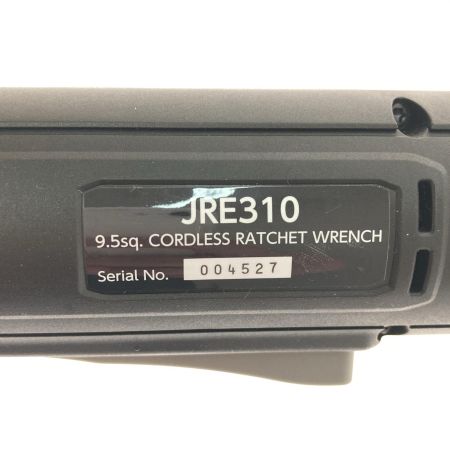 JRE310
9.5sq. CORDLESS RATCHET WRENCH
Serial No. 004527